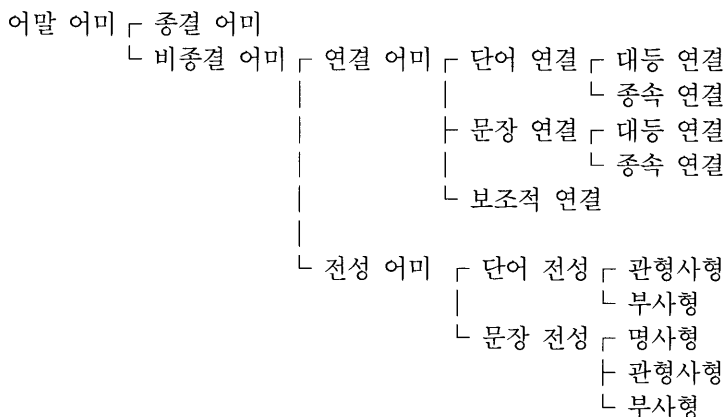 어말 어미 ┌ 종결 어미
└ 비종결 어미 ┌ 연결 어미 ┌ 단어 연결 ┌ 대등 연결
│ │ └ 종속 연결
│ ├ 문장 연결 ┌ 대등 연결
│ │ └ 종속 연결
│ └ 보조적 연결
│
└ 전성 어미 ┌ 단어 전성 ┌ 관형사형
│ └ 부사형
└ 문장 전성 ┌ 명사형
├ 관형사형
└ 부사형